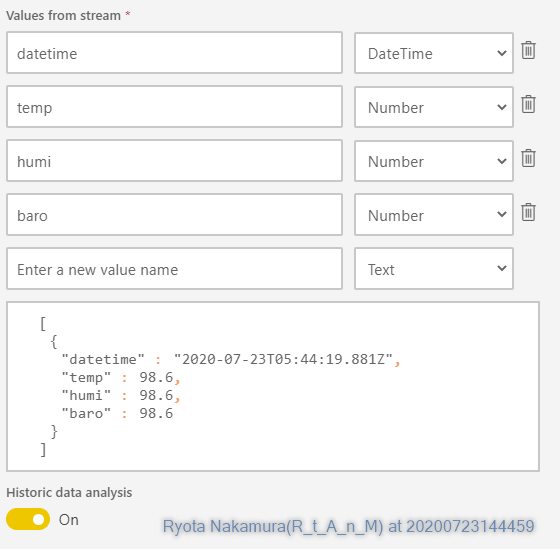 Values from stream *
datetime DateTime
temp Number
humi Number
baro Number
Enter a new value name Text
[
{
"datetime" : "2020-07-23T05:44:19.881Z",
"temp" : 98.6,
"humi" : 98.6,
"baro" : 98.6
}
]
Historic data analysis
On
Ryota Nakamura(R_t_A_n_M) at 20200723144459